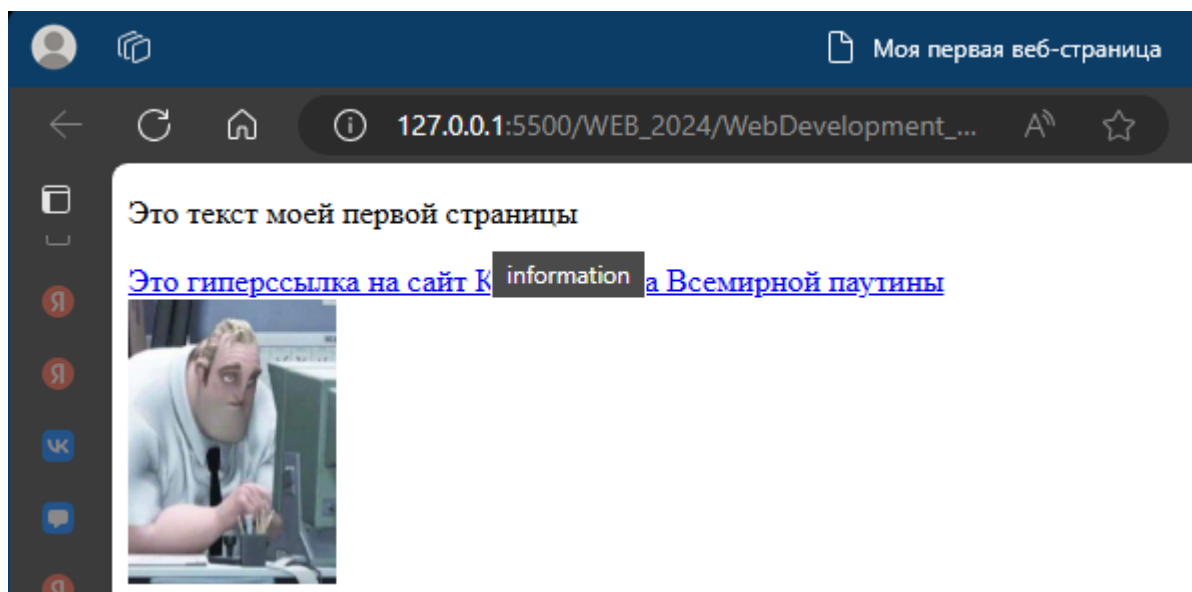 Моя первая веб-страница
127.0.0.1:5500/WEB_2024/WebDevelopment_...
Это текст моей первой страницы
Это гиперссылка на сайт К information а Всемирной паутины
Я
Я
VK
Я